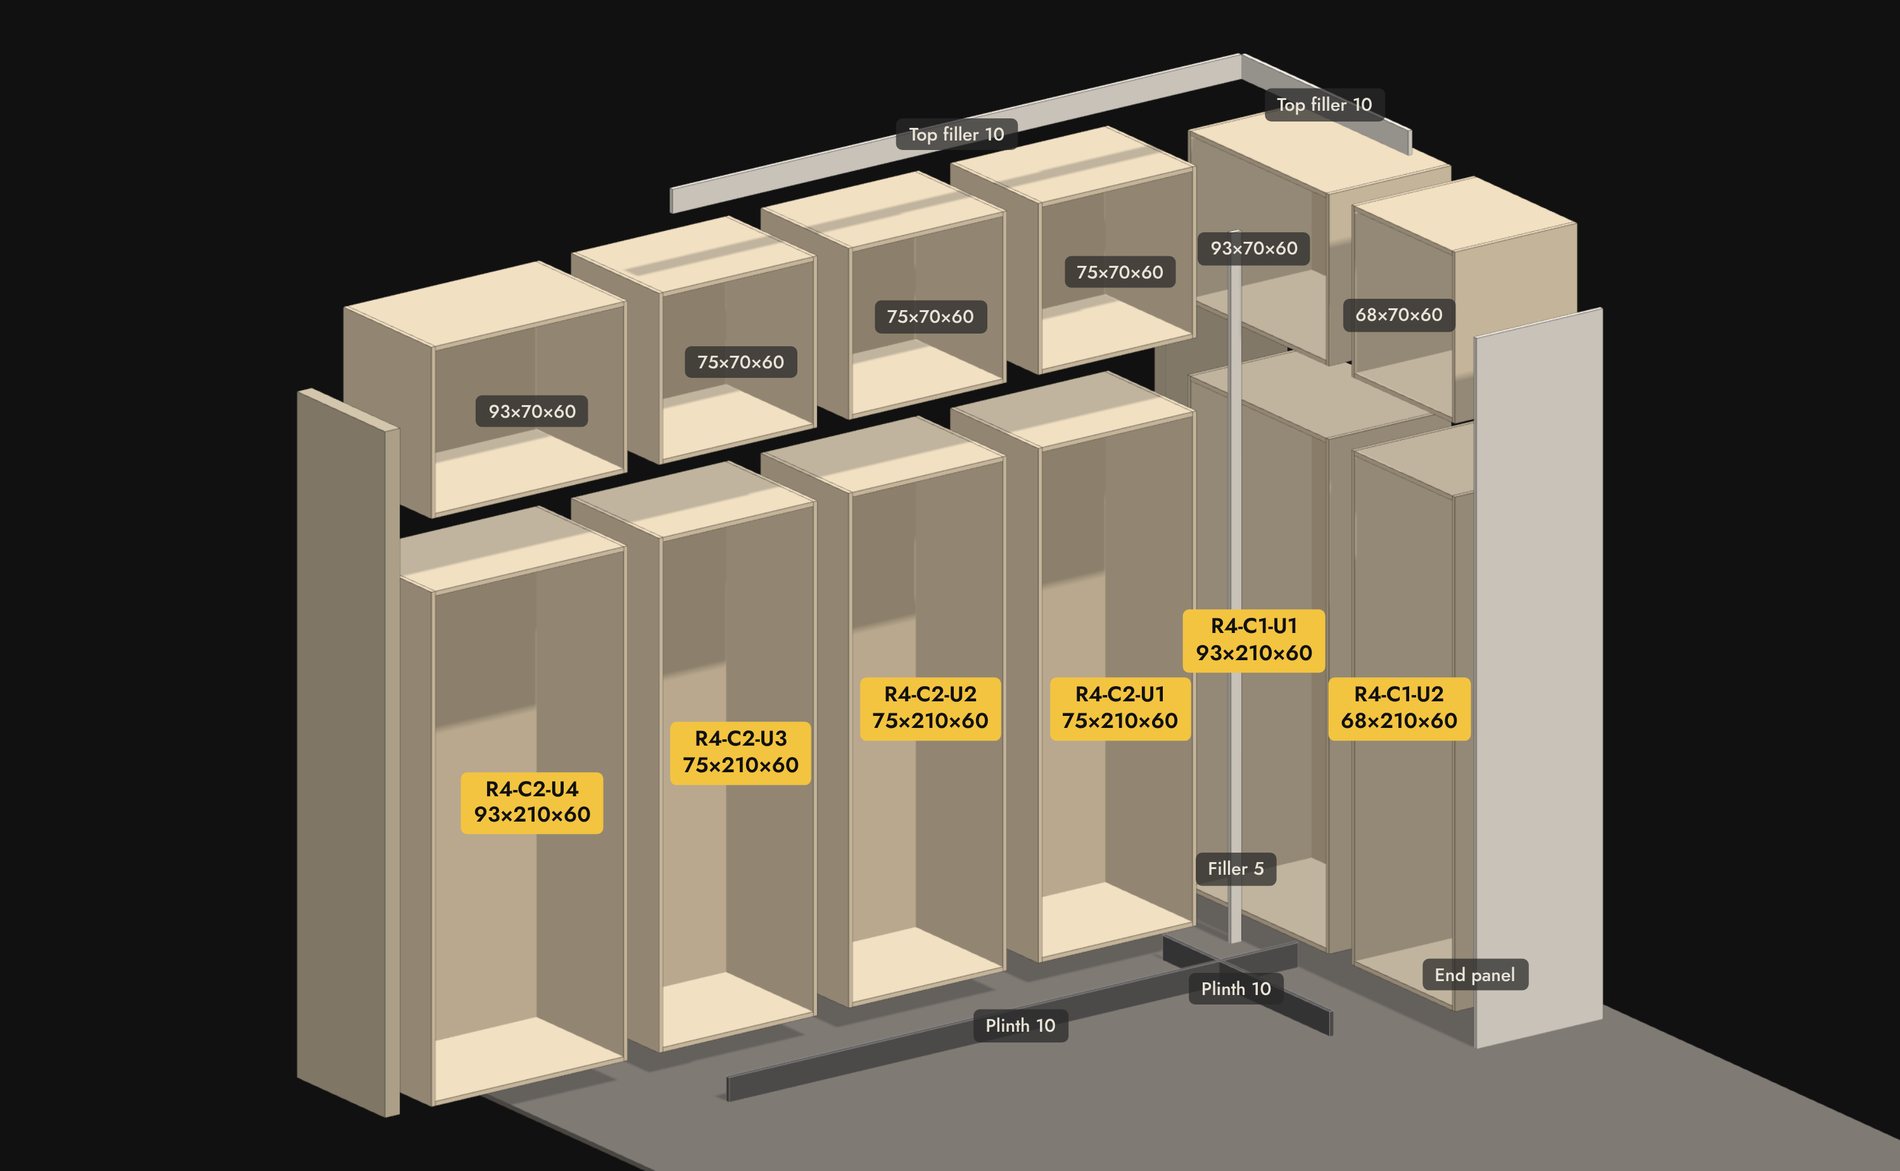 Top filler 10
Top filler 10
93×70×60
75×70×60
75×70×60
75×70×60
93×70×60
68×70×60
R4-C2-U4
93×210×60
R4-C2-U3
75×210×60
R4-C2-U2
75×210×60
R4-C2-U1
75×210×60
R4-C1-U1
93×210×60
R4-C1-U2
68×210×60
Filler 5
End panel
Plinth 10
Plinth 10